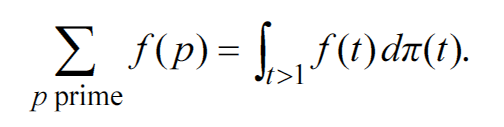 ∑ f(p) = ∫ f(t) dπ(t).
p prime t>1